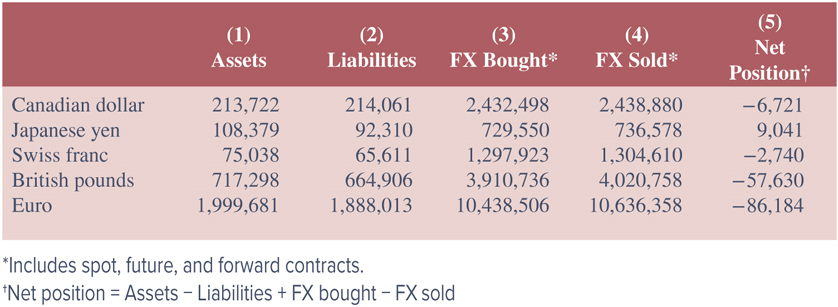 (1) Assets (2) Liabilities (3) FX Bought* (4) FX Sold* (5) Net Position†
Canadian dollar 213,722 214,061 2,432,498 2,438,880 −6,721
Japanese yen 108,379 92,310 729,550 736,578 9,041
Swiss franc 75,038 65,611 1,297,923 1,304,610 −2,740
British pounds 717,298 664,906 3,910,736 4,020,758 −57,630
Euro 1,999,681 1,888,013 10,438,506 10,636,358 −86,184
*Includes spot, future, and forward contracts.
†Net position = Assets − Liabilities + FX bought − FX sold